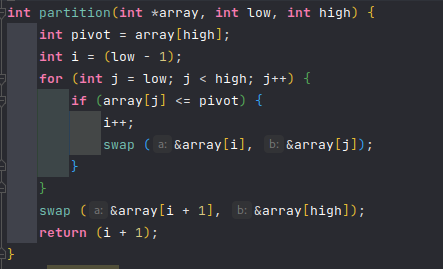 int partition(int *array, int low, int high) {
int pivot = array[high];
int i = (low - 1);
for (int j = low; j < high; j++) {
if (array[j] <= pivot) {
i++;
swap ( a: &array[i], b: &array[j]);
}
}
swap ( a: &array[i + 1], b: &array[high]);
return (i + 1);
}